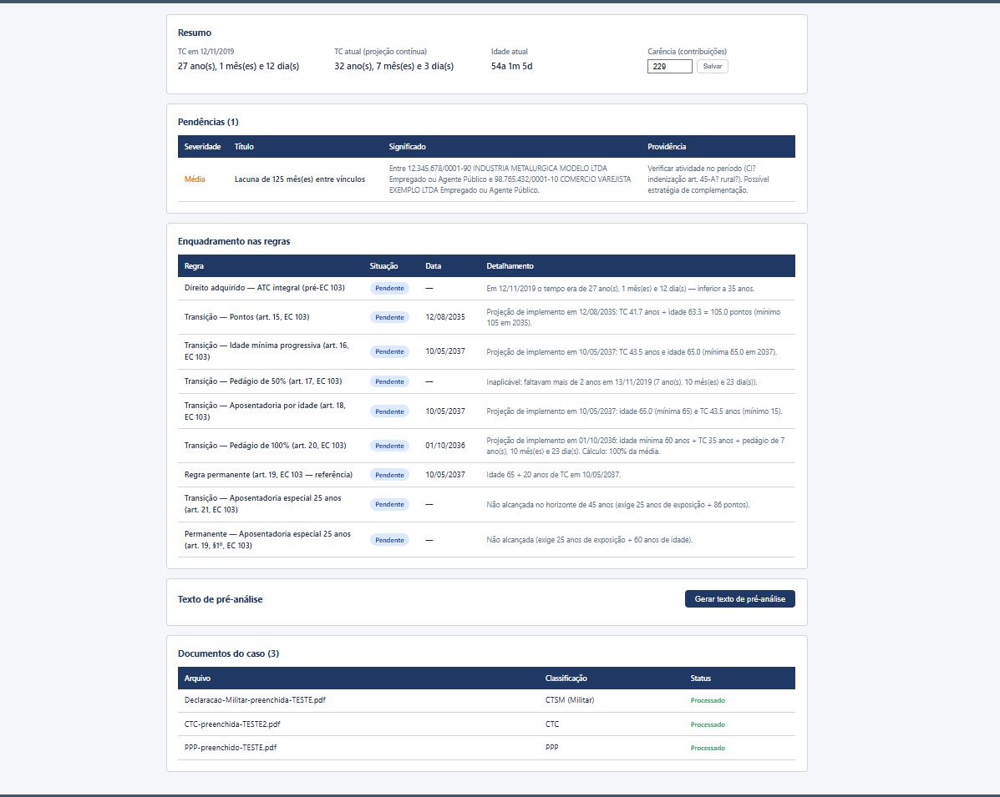 Resumo
TC em 12/11/2019
TC atual (projeção contínua)
Idade atual
Carência (contribuições)
27 ano(s), 1 mês(es) e 12 dia(s)
32 ano(s), 7 mês(es) e 3 dia(s)
54a 1m 5d
229
Salvar
Pendências (1)
Severidade
Título
Significado
Providência
Média
Lacuna de 125 mês(es) entre vínculos
Entre 12.345.678/0001-90 INDUSTRIA METALURGICA MODELO LTDA
Empregado ou Agente Público e 98.765.432/0001-10 COMERCIO VAREJISTA
EXEMPLO LTDA Empregado ou Agente Público.
Verificar atividade no período (CI?
indenização art. 45-A? rural?). Possível
estratégia de complementação.
Enquadramento nas regras
Regra
Situação
Data
Detalhamento
Direito adquirido — ATC integral (pré-EC 103)
Pendente
—
Em 12/11/2019 o tempo era de 27 ano(s), 1 mês(es) e 12 dia(s) — inferior a 35 anos.
Transição — Pontos (art. 15, EC 103)
Pendente
12/08/2035
Projeção de implemento em 12/08/2035: TC 41.7 anos + idade 63.3 = 105.0 pontos (mínimo
105 em 2035).
Transição — Idade mínima progressiva (art. 16,
EC 103)
Pendente
10/05/2037
Projeção de implemento em 10/05/2037: TC 43.5 anos e idade 65.0 (mínima 65.0 em 2037).
Transição — Pedágio de 50% (art. 17, EC 103)
Pendente
—
Inaplicável: faltavam mais de 2 anos em 13/11/2019 (7 ano(s), 10 mês(es) e 23 dia(s)).
Transição — Aposentadoria por idade (art. 18,
EC 103)
Pendente
10/05/2037
Projeção de implemento em 10/05/2037: idade 65.0 (mínima 65) e TC 43.5 anos (mínimo 15).
Transição — Pedágio de 100% (art. 20, EC 103)
Pendente
01/10/2036
Projeção de implemento em 01/10/2036: idade mínima 60 anos + TC 35 anos + pedágio de 7
ano(s), 10 mês(es) e 23 dia(s). Cálculo: 100% da média.
Regra permanente (art. 19, EC 103 — referência)
Pendente
10/05/2037
Idade 65 + 20 anos de TC em 10/05/2037.
Transição — Aposentadoria especial 25 anos
(art. 21, EC 103)
Pendente
—
Não alcançada no horizonte de 45 anos (exige 25 anos de exposição + 86 pontos).
Permanente — Aposentadoria especial 25 anos
(art. 19, §1º, EC 103)
Pendente
—
Não alcançada (exige 25 anos de exposição + 60 anos de idade).
Texto de pré-análise
Gerar texto de pré-análise
Documentos do caso (3)
Arquivo
Classificação
Status
Declaracao-Militar-preenchida-TESTE.pdf
CTSM (Militar)
Processado
CTC-preenchida-TESTE2.pdf
CTC
Processado
PPP-preenchido-TESTE.pdf
PPP
Processado